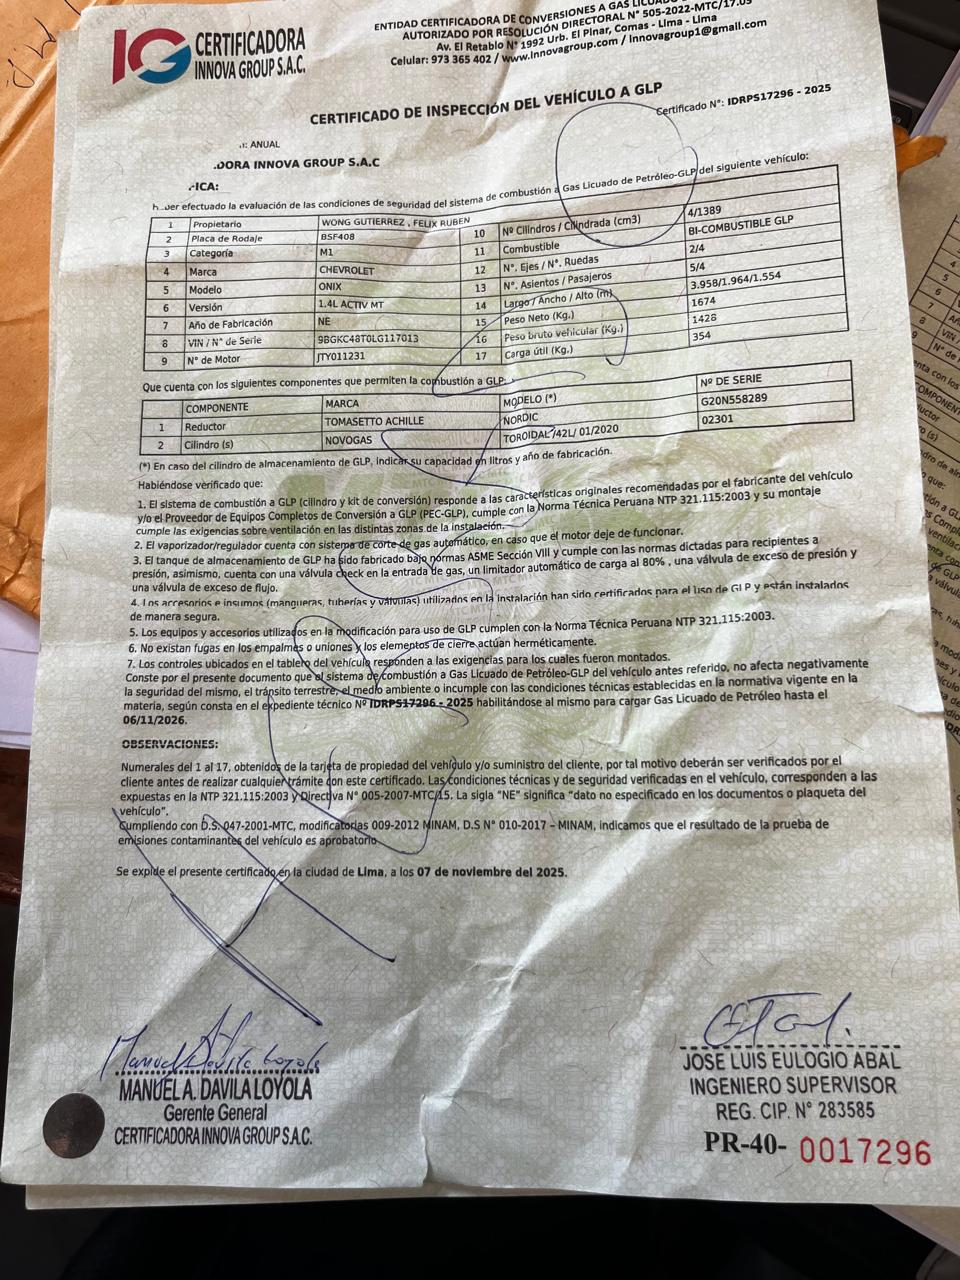 IG CERTIFICADORA
INNOVA GROUP S.A.C.
ENTIDAD CERTIFICADORA DE CONVERSIONES A GAS LICUADO
AUTORIZADO POR RESOLUCIÓN DIRECTORAL N° 505-2022-MTC/17.03
Av. El Retablo N° 1992 Urb. El Pinar, Comas - Lima - Lima
Celular: 973 365 402 / www.innovagroup.com / innovagroup1@gmail.com
CERTIFICADO DE INSPECCIÓN DEL VEHÍCULO A GLP
Certificado N°: IDRPS17296 - 2025
: ANUAL
DORA INNOVA GROUP S.A.C
ICA:
efectuado la evaluación de las condiciones de seguridad del sistema de combustión a Gas Licuado de Petróleo-GLP del siguiente vehículo:
1 Propietario WONG GUTIERREZ , FELIX RUBEN 10 Nº Cilindros / Cilindrada (cm3) 4/1389
2 Placa de Rodaje BSF408 11 Combustible BI-COMBUSTIBLE GLP
3 Categoría M1 12 N°. Ejes / N°. Ruedas 2/4
4 Marca CHEVROLET 13 N°. Asientos / Pasajeros 5/4
5 Modelo ONIX 14 Largo / Ancho / Alto (m) 3.958/1.964/1.554
6 Versión 1.4L ACTIV MT 15 Peso Neto (Kg.) 1674
7 Año de Fabricación NE 16 Peso bruto vehicular (Kg.) 1428
8 VIN / N° de Serie 9BGKC48T0LG117013 17 Carga útil (Kg.) 354
9 N° de Motor JTY011231
Que cuenta con los siguientes componentes que permiten la combustión a GLP:
COMPONENTE MARCA MODELO (*) Nº DE SERIE
1 Reductor TOMASETTO ACHILLE NORDIC G20N558289
2 Cilindro (s) NOVOGAS TOROIDAL /42L/ 01/2020 02301
(*) En caso del cilindro de almacenamiento de GLP, indicar su capacidad en litros y año de fabricación.
Habiéndose verificado que:
1. El sistema de combustión a GLP (cilindro y kit de conversión) responde a las características originales recomendadas por el fabricante del vehículo
y/o el Proveedor de Equipos Completos de Conversión a GLP (PEC-GLP), cumple con la Norma Técnica Peruana NTP 321.115:2003 y su montaje
cumple las exigencias sobre ventilación en las distintas zonas de la instalación.
2. El vaporizador/regulador cuenta con sistema de corte de gas automático, en caso que el motor deje de funcionar.
3. El tanque de almacenamiento de GLP ha sido fabricado bajo normas ASME Sección VIII y cumple con las normas dictadas para recipientes a
presión, asimismo, cuenta con una válvula check en la entrada de gas, un limitador automático de carga al 80% , una válvula de exceso de presión y
una válvula de exceso de flujo.
4. Los accesorios e insumos (mangueras, tuberías y válvulas) utilizados en la instalación han sido certificados para el uso de GLP y están instalados
de manera segura.
5. Los equipos y accesorios utilizados en la modificación para uso de GLP cumplen con la Norma Técnica Peruana NTP 321.115:2003.
6. No existan fugas en los empalmes o uniones y los elementos de cierre actúan herméticamente.
7. Los controles ubicados en el tablero del vehículo responden a las exigencias para los cuales fueron montados.
Conste por el presente documento que el sistema de combustión a Gas Licuado de Petróleo-GLP del vehículo antes referido, no afecta negativamente
la seguridad del mismo, el tránsito terrestre, el medio ambiente o incumple con las condiciones técnicas establecidas en la normativa vigente en la
materia, según consta en el expediente técnico Nº IDRPS17296 - 2025 habilitándose al mismo para cargar Gas Licuado de Petróleo hasta el
06/11/2026.
OBSERVACIONES:
Numerales del 1 al 17, obtenidos de la tarjeta de propiedad del vehículo y/o suministro del cliente, por tal motivo deberán ser verificados por el
cliente antes de realizar cualquier trámite con este certificado. Las condiciones técnicas y de seguridad verificadas en el vehículo, corresponden a las
expuestas en la NTP 321.115:2003 y Directiva N° 005-2007-MTC/15. La sigla "NE" significa "dato no especificado en los documentos o plaqueta del
vehículo".
Cumpliendo con D.S. 047-2001-MTC, modificatorias 009-2012 MINAM, D.S N° 010-2017 – MINAM, indicamos que el resultado de la prueba de
emisiones contaminantes del vehículo es aprobatorio
Se expide el presente certificado en la ciudad de Lima, a los 07 de noviembre del 2025.
MANUEL A. DAVILA LOYOLA
Gerente General
CERTIFICADORA INNOVA GROUP S.A.C.
JOSE LUIS EULOGIO ABAL
INGENIERO SUPERVISOR
REG. CIP. N° 283585
PR-40- 0017296